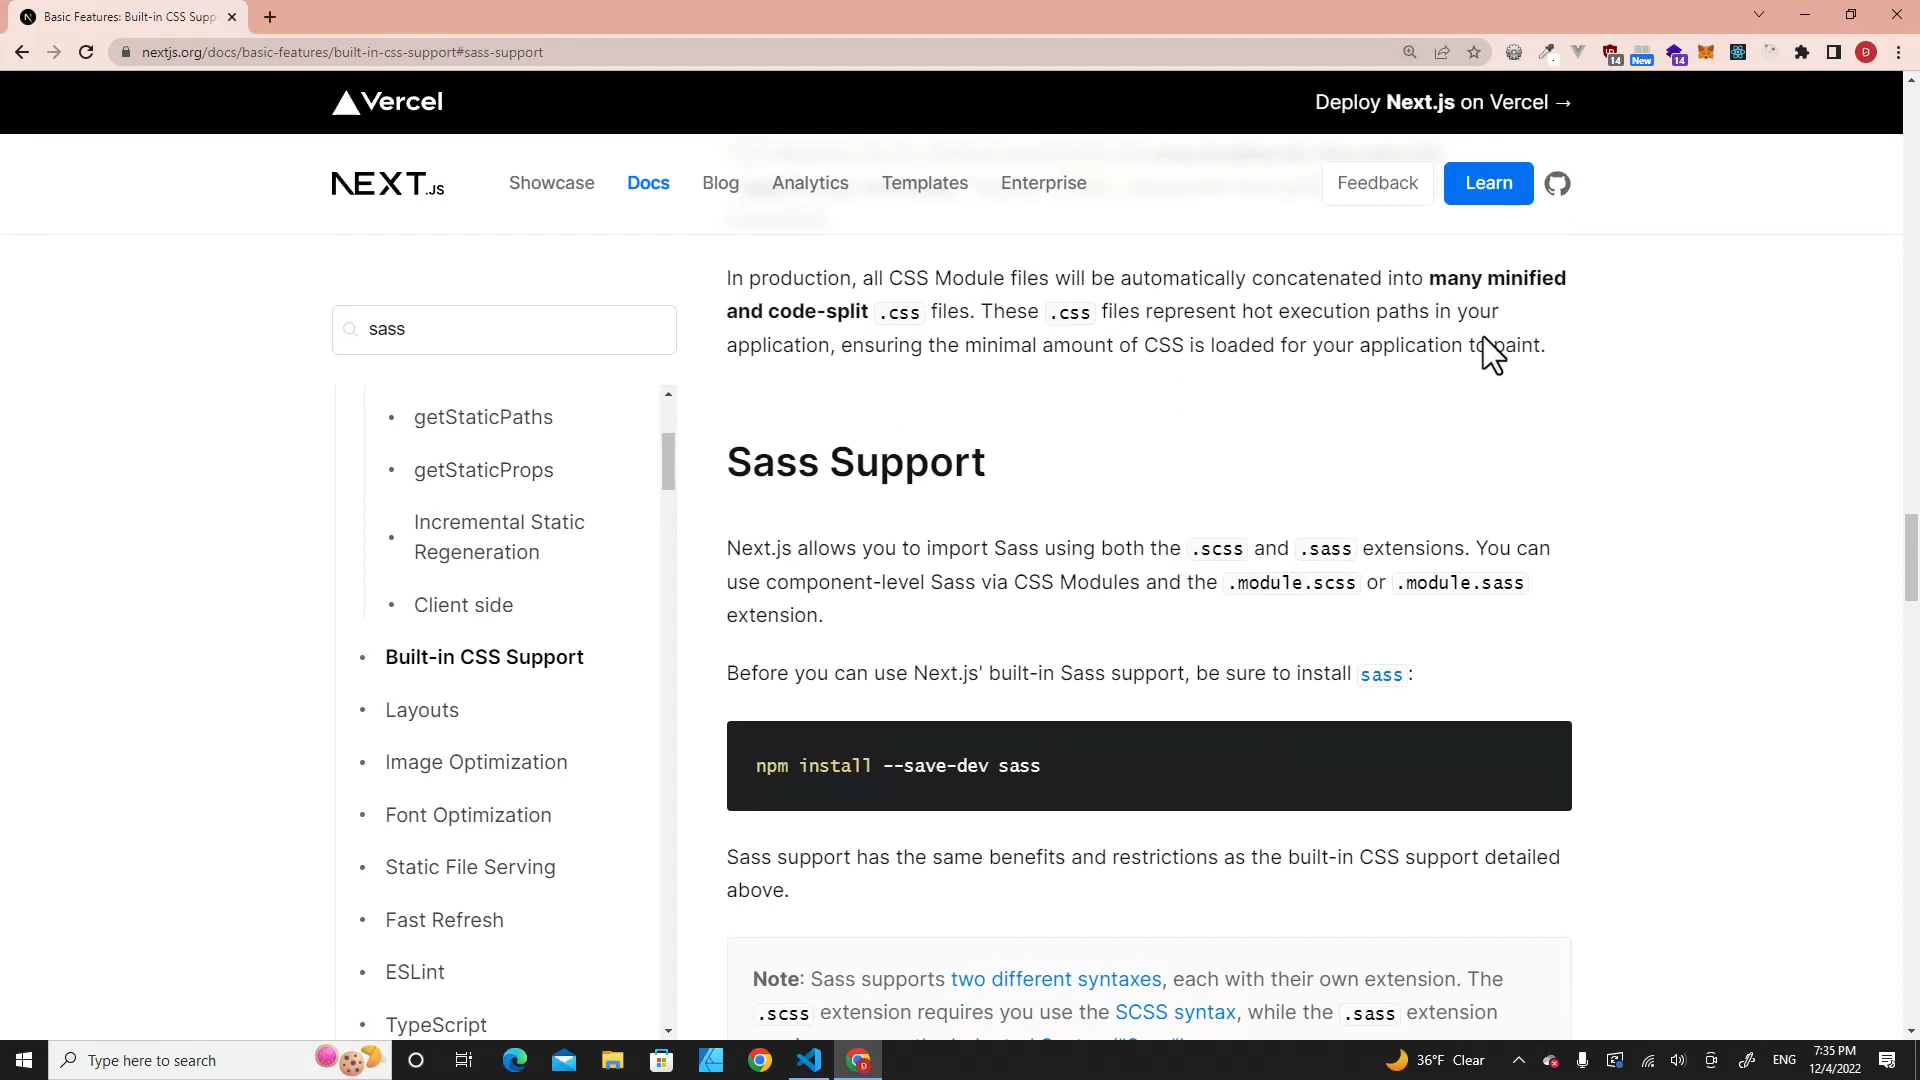 Basic Features: Built-in CSS Supp
nextjs.org/docs/basic-features/built-in-css-support#sass-support
14
New
14
D
Vercel
Deploy Next.js on Vercel →
NEXT.JS
Showcase
Docs
Blog
Analytics
Templates
Enterprise
Feedback
Learn
sass
getStaticPaths
getStaticProps
Incremental Static
Regeneration
Client side
Built-in CSS Support
Layouts
Image Optimization
Font Optimization
Static File Serving
Fast Refresh
ESLint
TypeScript
In production, all CSS Module files will be automatically concatenated into many minified
and code-split .css files. These .css files represent hot execution paths in your
application, ensuring the minimal amount of CSS is loaded for your application to paint.
Sass Support
Next.js allows you to import Sass using both the .scss and .sass extensions. You can
use component-level Sass via CSS Modules and the .module.scss or .module.sass
extension.
Before you can use Next.js' built-in Sass support, be sure to install sass:
npm install --save-dev sass
Sass support has the same benefits and restrictions as the built-in CSS support detailed
above.
Note: Sass supports two different syntaxes, each with their own extension. The
.scss extension requires you use the SCSS syntax, while the .sass extension
Type here to search
36°F Clear
ENG
7:35 PM
12/4/2022